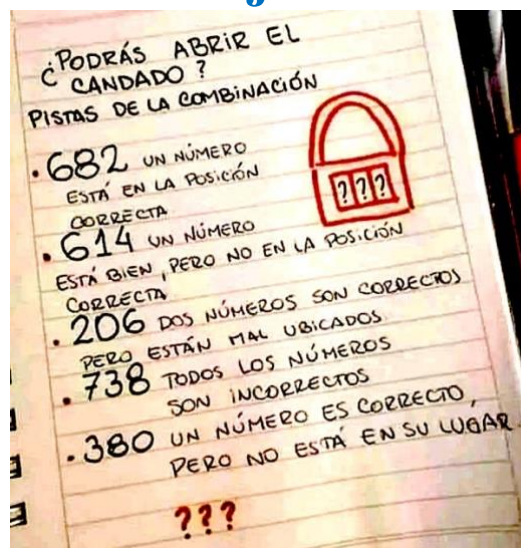 ¿PODRÁS ABRIR EL
CANDADO?
PISTAS DE LA COMBINACIÓN
• 682 UN NÚMERO
ESTÁ EN LA POSICIÓN
CORRECTA
• 614 UN NÚMERO
ESTÁ BIEN, PERO NO EN LA POSICIÓN
CORRECTA
• 206 DOS NÚMEROS SON CORRECTOS
PERO ESTÁN MAL UBICADOS
• 738 TODOS LOS NÚMEROS
SON INCORRECTOS
• 380 UN NÚMERO ES CORRECTO,
PERO NO ESTÁ EN SU LUGAR.
???
???